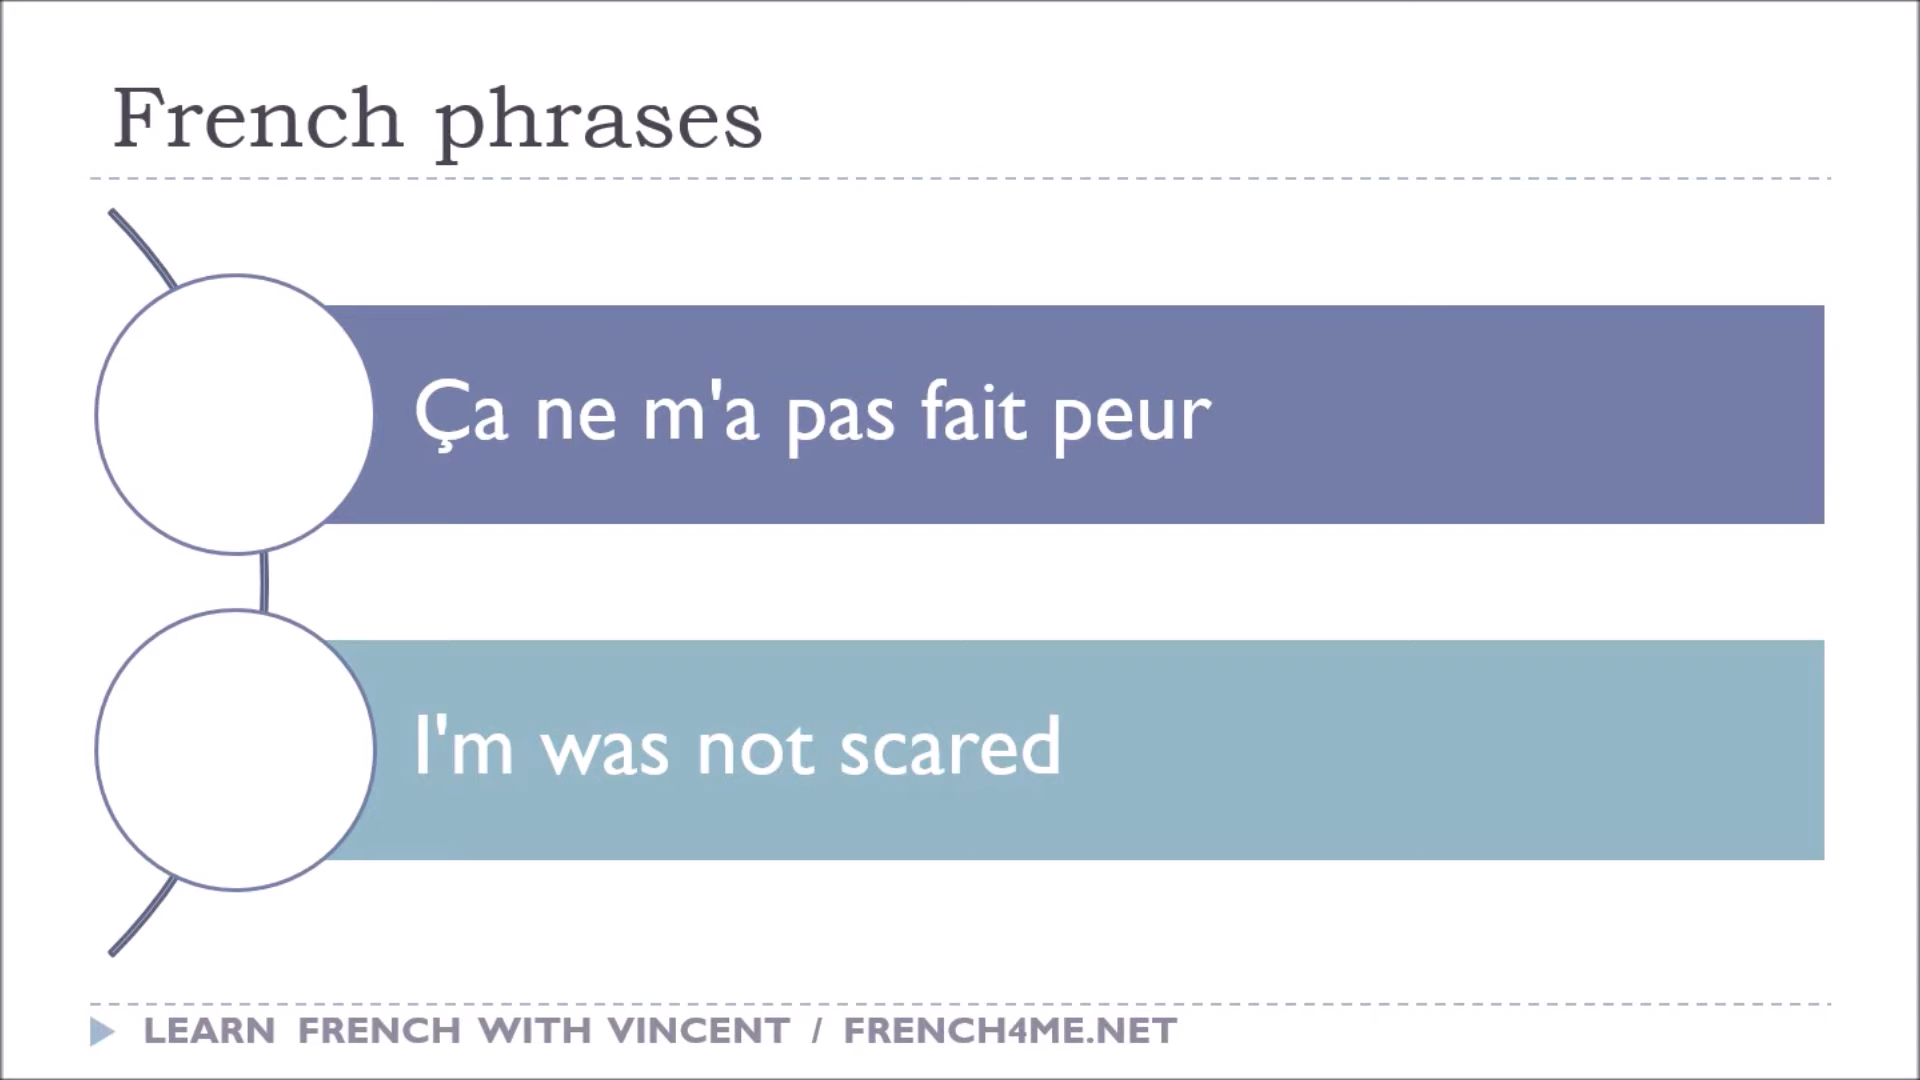 French phrases
Ça ne m'a pas fait peur
I'm was not scared
LEARN FRENCH WITH VINCENT / FRENCH4ME.NET